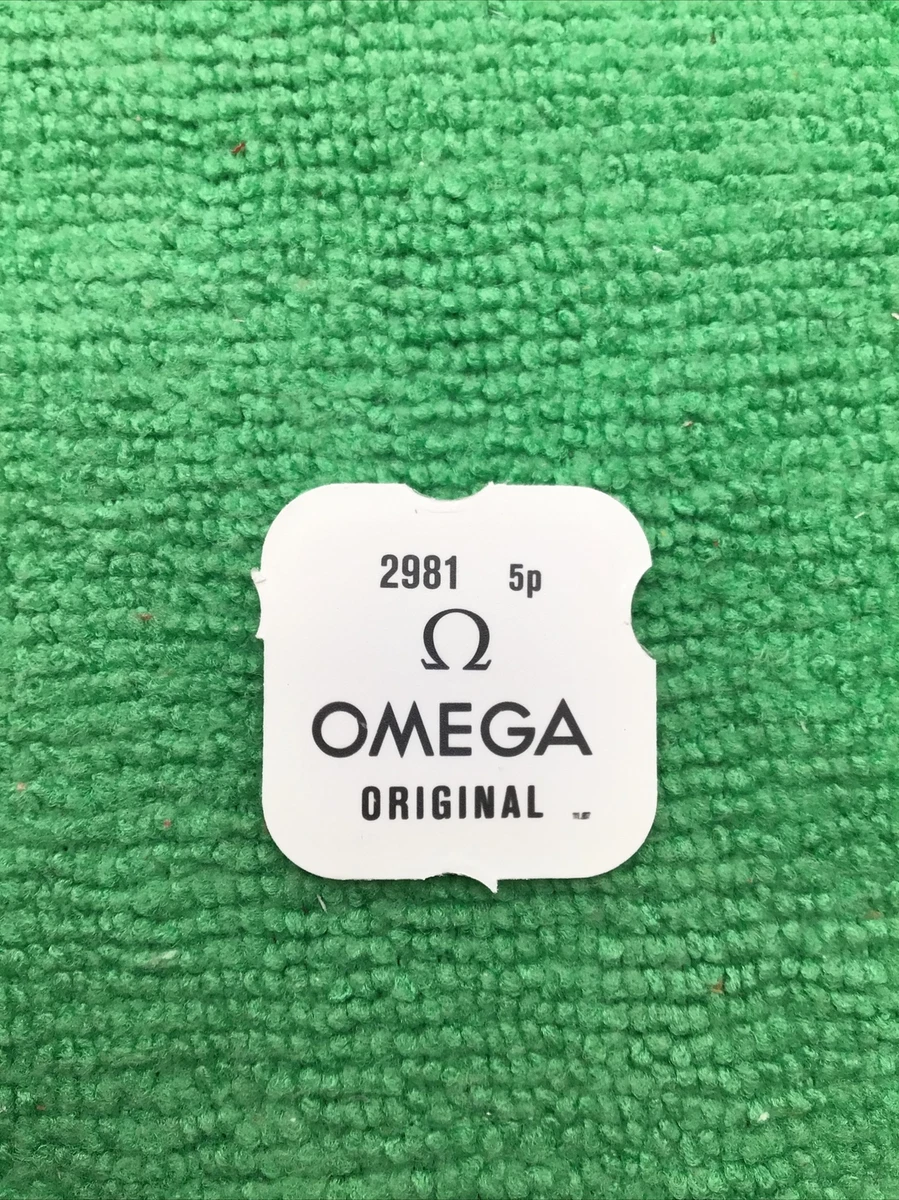 2981 5p
Ω
OMEGA
ORIGINAL